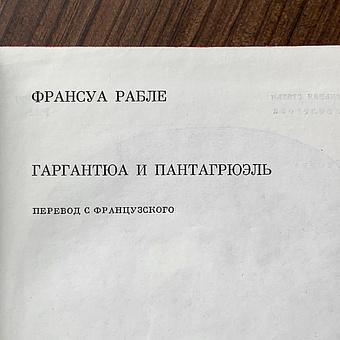 ФРАНСУА РАБЛЕ
ГАРГАНТЮА И ПАНТАГРЮЭЛЬ
ПЕРЕВОД С ФРАНЦУЗСКОГО